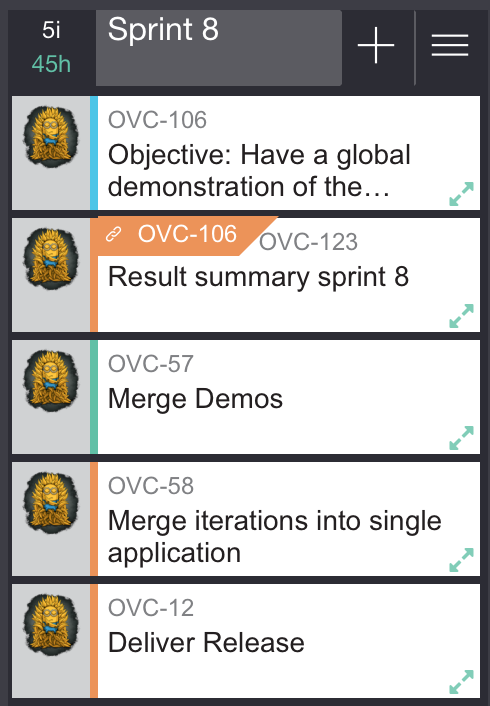 5i
Sprint 8
45h
OVC-106
Objective: Have a global
demonstration of the…
OVC-106
OVC-123
Result summary sprint 8
OVC-57
Merge Demos
OVC-58
Merge iterations into single
application
OVC-12
Deliver Release